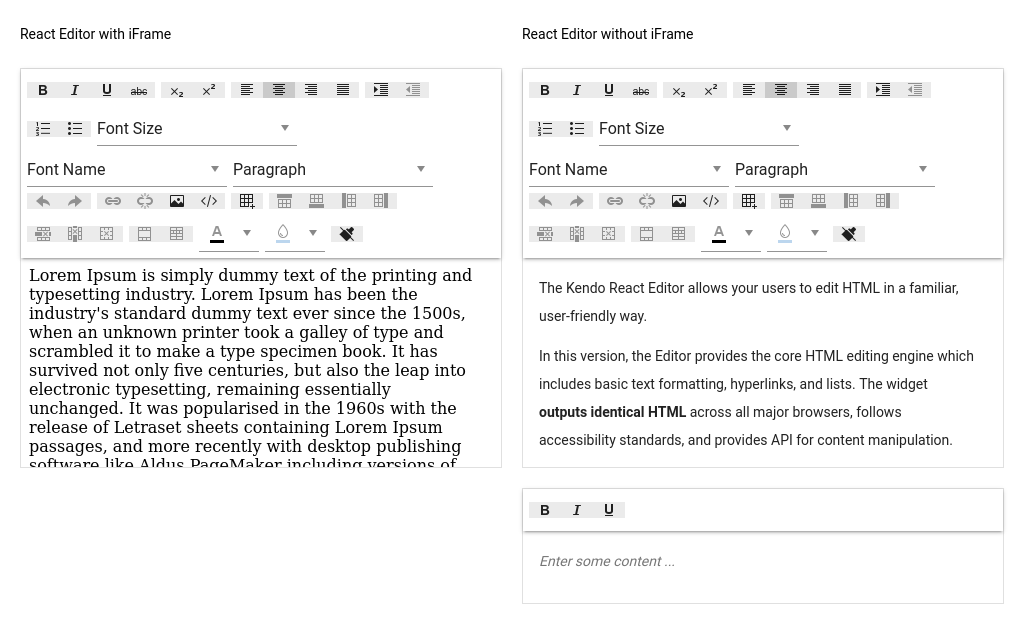 React Editor with iFrame
B I U abc X₂ X²
Font Size
Font Name Paragraph
A
Lorem Ipsum is simply dummy text of the printing and
typesetting industry. Lorem Ipsum has been the
industry's standard dummy text ever since the 1500s,
when an unknown printer took a galley of type and
scrambled it to make a type specimen book. It has
survived not only five centuries, but also the leap into
electronic typesetting, remaining essentially
unchanged. It was popularised in the 1960s with the
release of Letraset sheets containing Lorem Ipsum
passages, and more recently with desktop publishing
software like Aldus PageMaker including versions of
React Editor without iFrame
B I U abc X₂ X²
Font Size
Font Name Paragraph
A
The Kendo React Editor allows your users to edit HTML in a familiar,
user-friendly way.
In this version, the Editor provides the core HTML editing engine which
includes basic text formatting, hyperlinks, and lists. The widget
outputs identical HTML across all major browsers, follows
accessibility standards, and provides API for content manipulation.
B I U
Enter some content ...